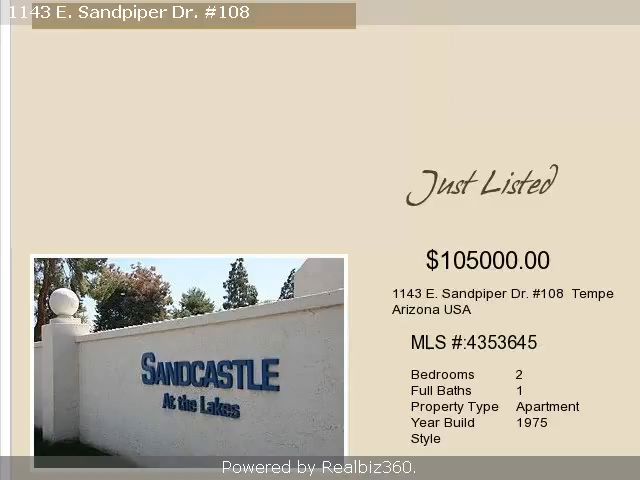 1143 E. Sandpiper Dr. #108
Just Listed
$105000.00
1143 E. Sandpiper Dr. #108 Tempe
Arizona USA
MLS #:4353645
Bedrooms 2
Full Baths 1
Property Type Apartment
Year Build 1975
Style
SANDCASTLE
At the Lakes
Powered by Realbiz360.